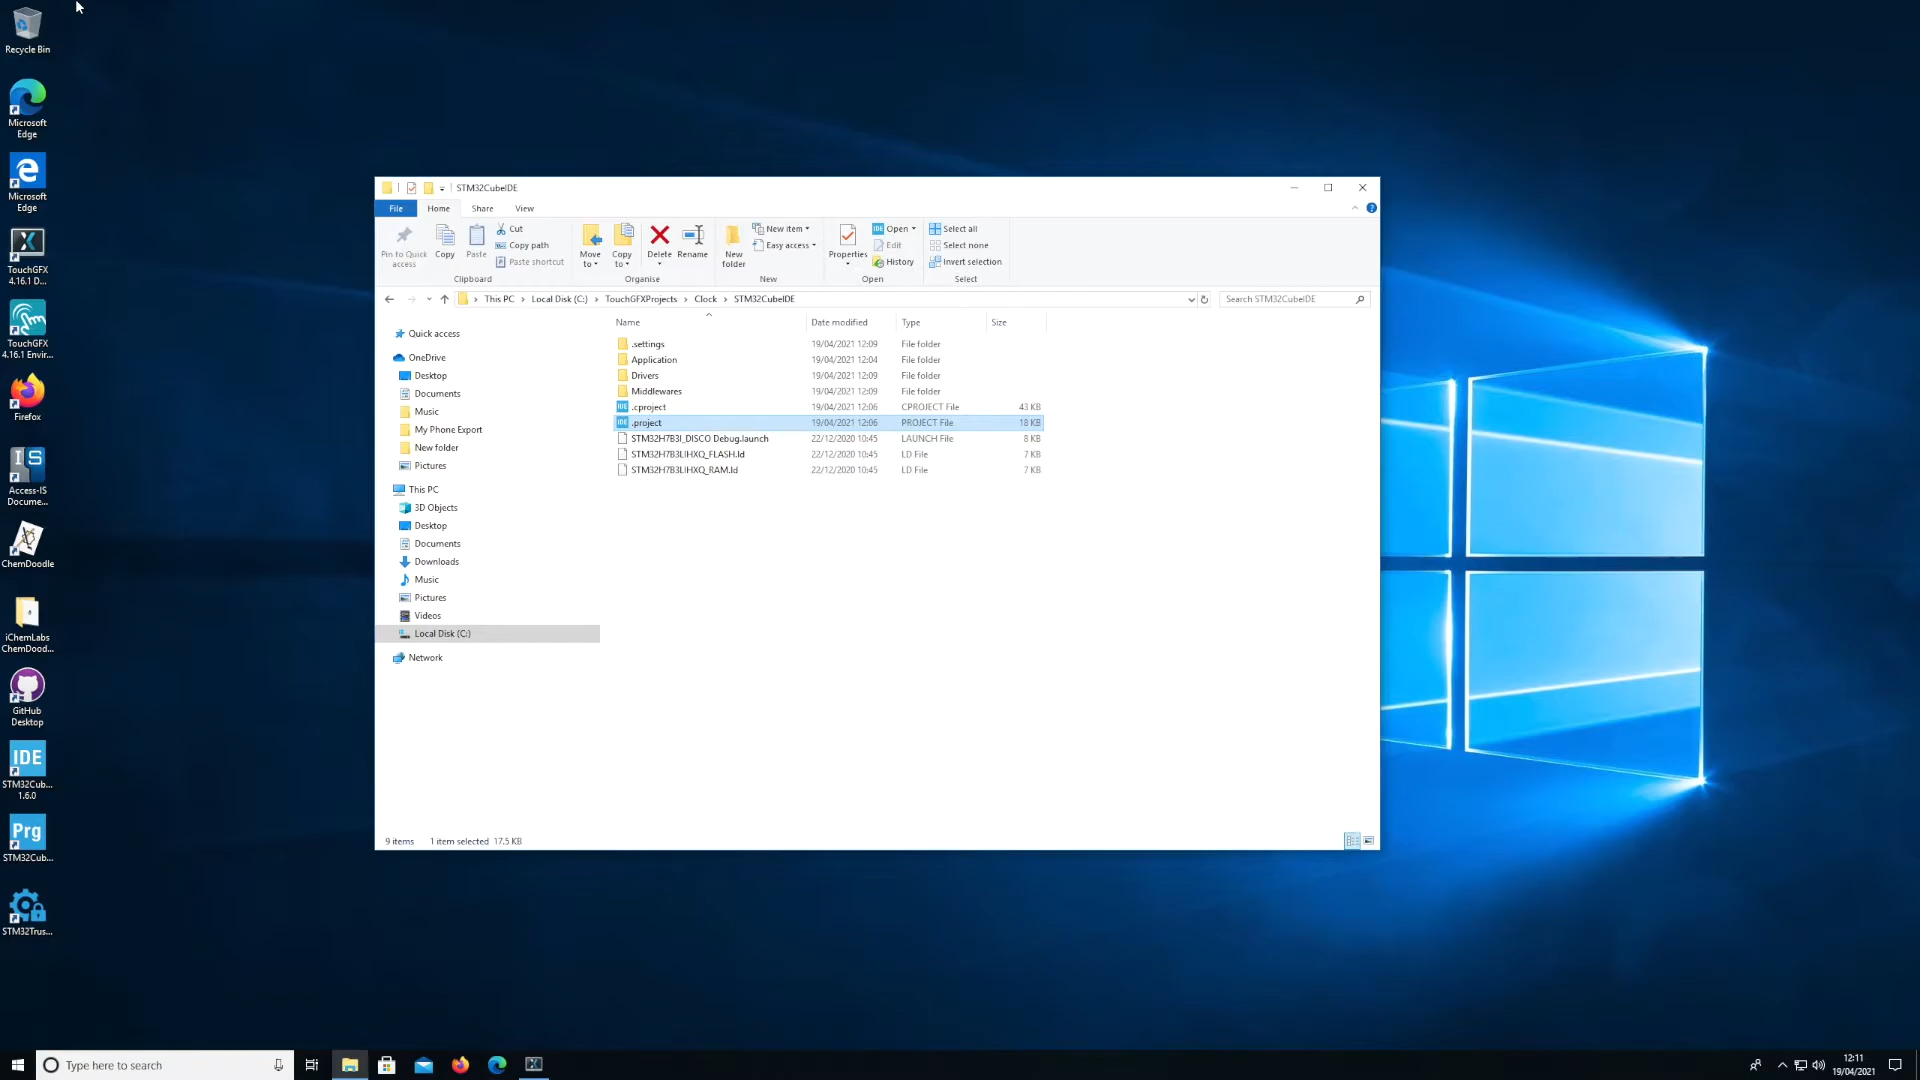 Recycle Bin
Microsoft
Edge
Microsoft
Edge
TouchGFX
4.16.1 D...
TouchGFX
4.16.1 Envir...
Firefox
Access-IS
Docume...
ChemDoodle
iChemLabs
ChemDood...
GitHub
Desktop
IDE
STM32Cub...
1.6.0
Prg
STM32Cub...
STM32Trus...
STM32CubeIDE
File
Home
Share
View
Pin to Quick
access
Copy
Paste
Cut
Copy path
Paste shortcut
Clipboard
Move
to
Copy
to
Delete
Rename
Organise
New
folder
New item
Easy access
New
Properties
Open
Edit
History
Open
Select all
Select none
Invert selection
Select
This PC
Local Disk (C:)
TouchGFXProjects
Clock
STM32CubeIDE
Search STM32CubeIDE
Quick access
OneDrive
Desktop
Documents
Music
My Phone Export
New folder
Pictures
This PC
3D Objects
Desktop
Documents
Downloads
Music
Pictures
Videos
Local Disk (C:)
Network
Name Date modified Type Size
.settings 19/04/2021 12:09 File folder
Application 19/04/2021 12:04 File folder
Drivers 19/04/2021 12:09 File folder
Middlewares 19/04/2021 12:09 File folder
.cproject 19/04/2021 12:06 CPROJECT File 43 KB
.project 19/04/2021 12:06 PROJECT File 18 KB
STM32H7B3I_DISCO Debug.launch 22/12/2020 10:45 LAUNCH File 8 KB
STM32H7B3LIHXQ_FLASH.ld 22/12/2020 10:45 LD File 7 KB
STM32H7B3LIHXQ_RAM.ld 22/12/2020 10:45 LD File 7 KB
9 items 1 item selected 17.5 KB
Type here to search
12:11
19/04/2021